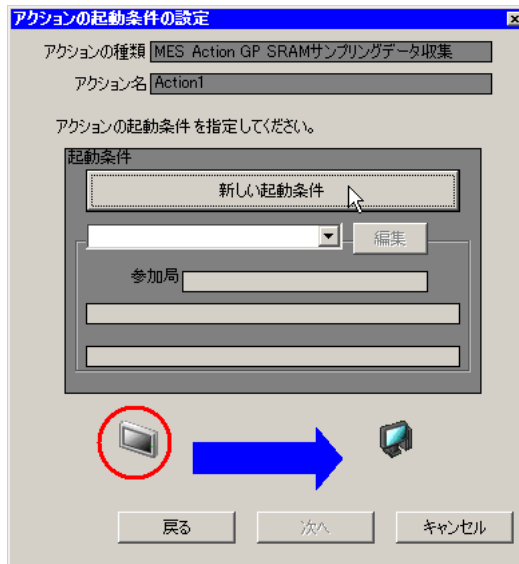 アクションの起動条件の設定
アクションの種類 MES Action GP SRAMサンプリングデータ収集
アクション名 Action1
アクションの起動条件 を指定してください。
起動条件
新しい起動条件
編集
参加局
戻る 次へ キャンセル